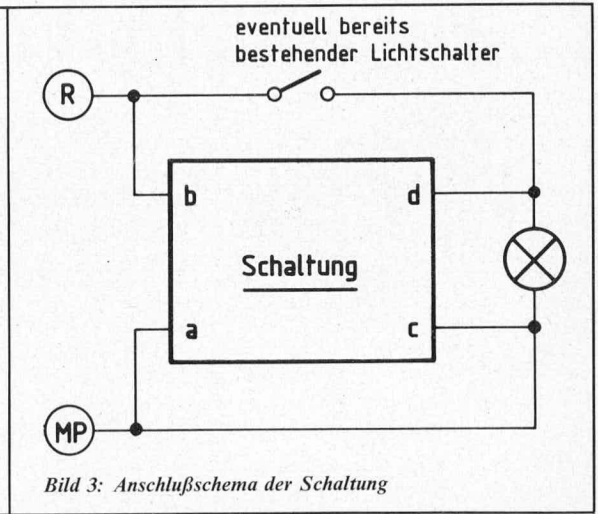 eventuell bereits
bestehender Lichtschalter
R
b
d
Schaltung
a
c
MP
Bild 3: Anschlußschema der Schaltung